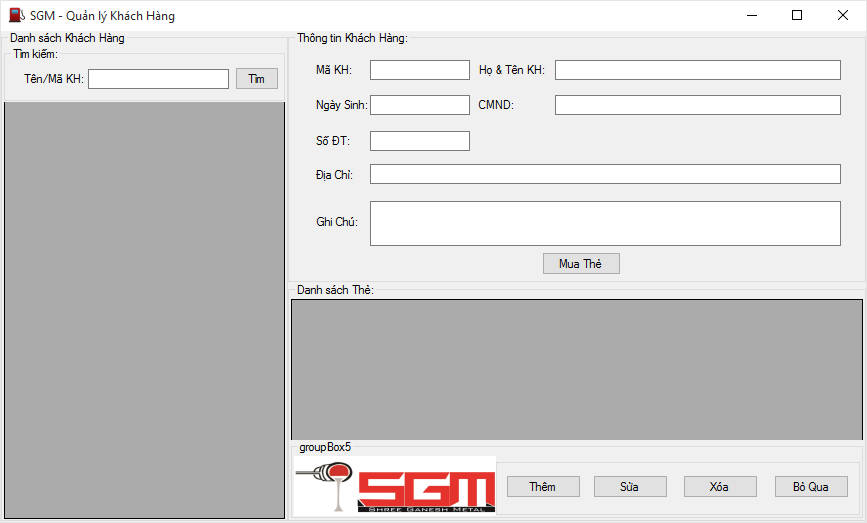 SGM - Quản lý Khách Hàng
Danh sách Khách Hàng
Tìm kiếm:
Tên/Mã KH:
Tìm
Thông tin Khách Hàng:
Mã KH:
Họ & Tên KH:
Ngày Sinh:
CMND:
Số ĐT:
Địa Chỉ:
Ghi Chú:
Mua Thẻ
Danh sách Thẻ:
groupBox5
SGM
SHREE GANESH METAL
Thêm
Sửa
Xóa
Bỏ Qua